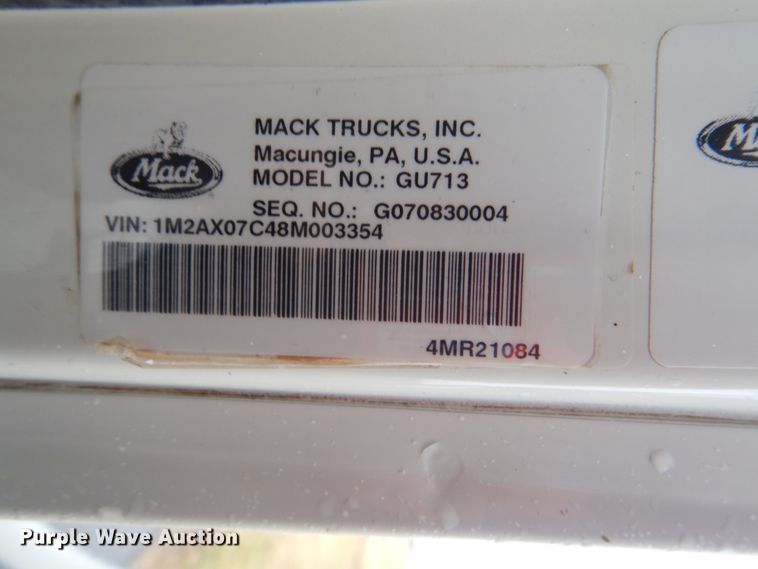 MACK TRUCKS, INC.
Mack
Macungie, PA, U.S.A.
MODEL NO.: GU713
SEQ. NO.: G070830004
VIN: 1M2AX07C48M003354
4MR21084
Purple Wave Auction